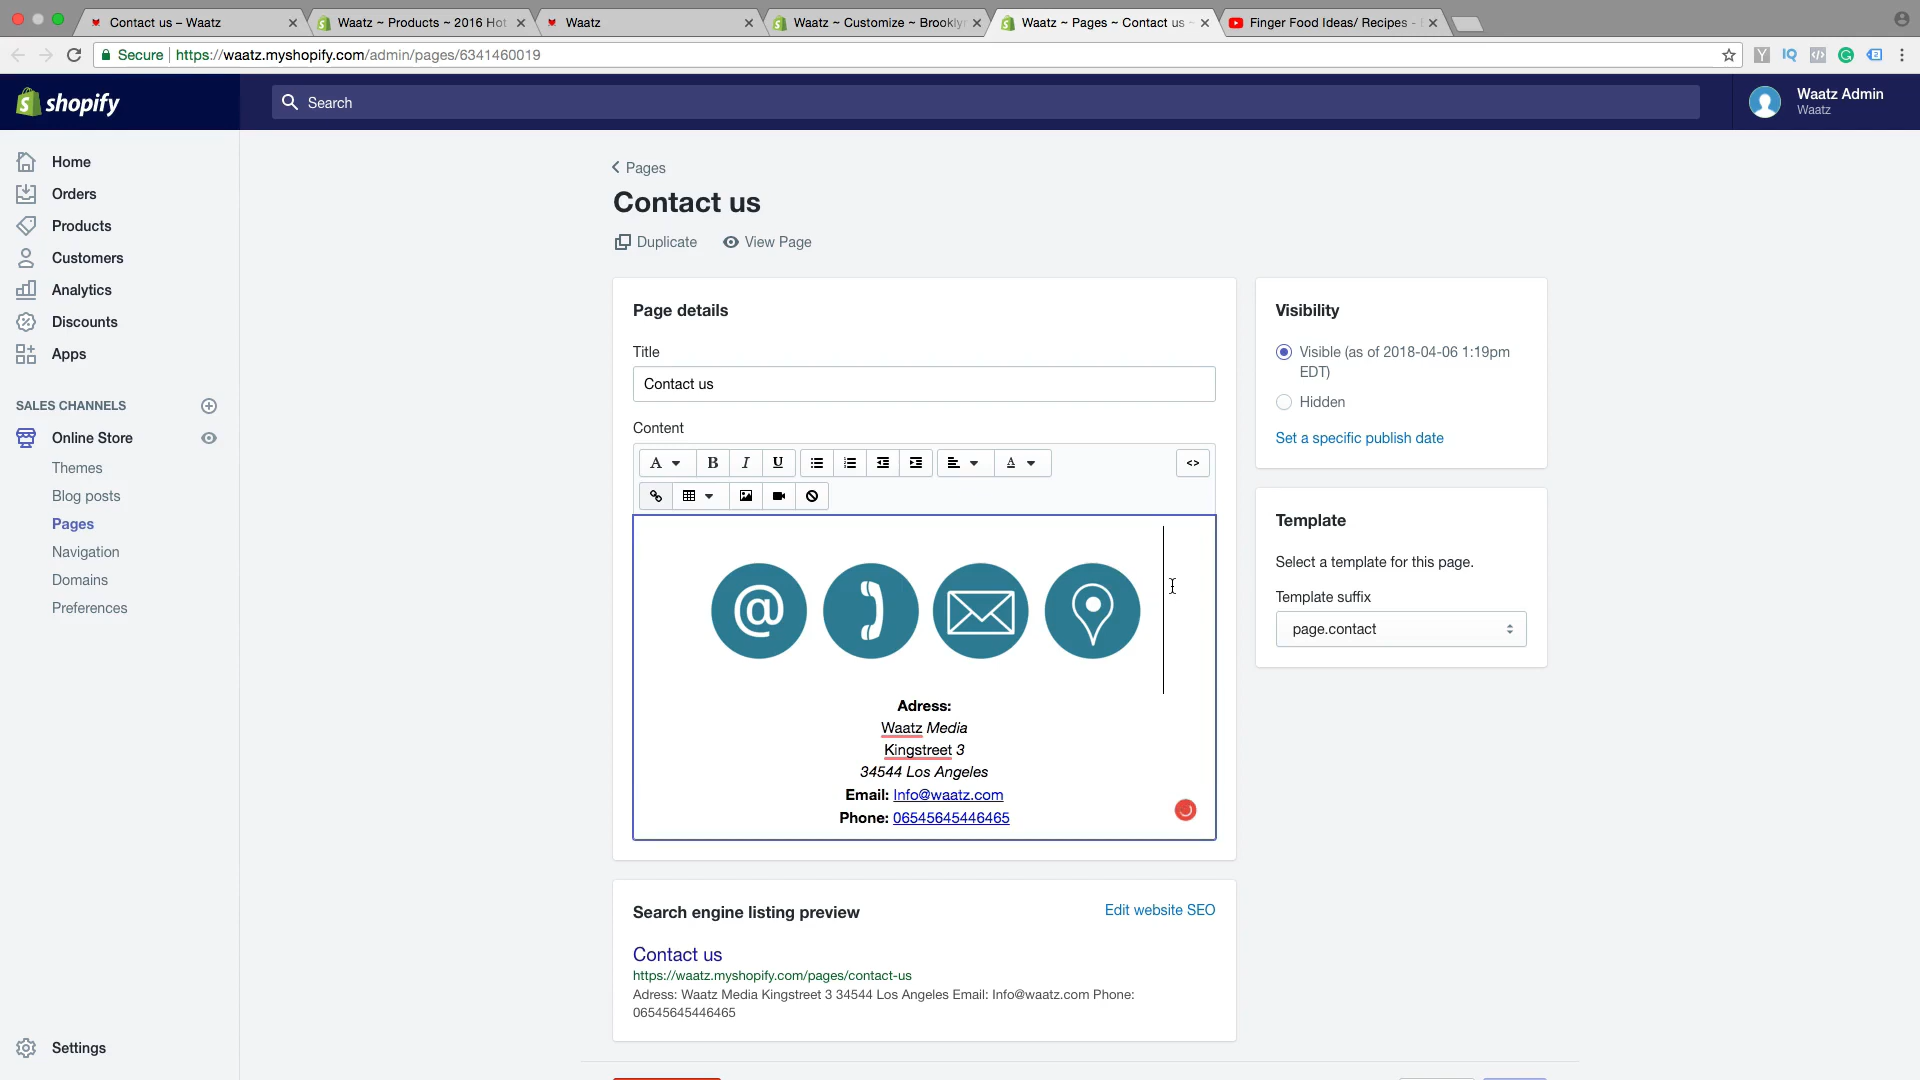 Contact us – Waatz
Waatz ~ Products ~ 2016 Hot
Waatz
Waatz ~ Customize ~ Brookly
Waatz ~ Pages ~ Contact us ~
Finger Food Ideas/ Recipes -
Secure https://waatz.myshopify.com/admin/pages/6341460019
shopify
Search
Waatz Admin
Waatz
Home
Orders
Products
Customers
Analytics
Discounts
Apps
SALES CHANNELS
Online Store
Themes
Blog posts
Pages
Navigation
Domains
Preferences
Settings
Pages
Contact us
Duplicate
View Page
Page details
Title
Contact us
Content
A
B
I
U
A
<>
@
Adress:
Waatz Media
Kingstreet 3
34544 Los Angeles
Email: Info@waatz.com
Phone: 06545645446465
Search engine listing preview
Edit website SEO
Contact us
https://waatz.myshopify.com/pages/contact-us
Adress: Waatz Media Kingstreet 3 34544 Los Angeles Email: Info@waatz.com Phone:
06545645446465
Visibility
Visible (as of 2018-04-06 1:19pm
EDT)
Hidden
Set a specific publish date
Template
Select a template for this page.
Template suffix
page.contact